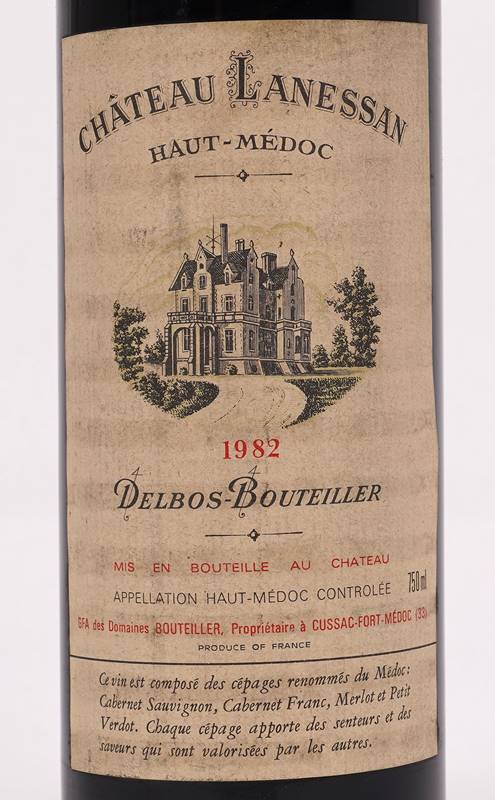 CHÂTEAU LANESSAN
HAUT-MÉDOC
1982
DELBOS-BOUTEILLER
MIS EN BOUTEILLE AU CHATEAU
APPELLATION HAUT-MÉDOC CONTROLÉE 750 ml
GFA des Domaines BOUTEILLER, Propriétaire à CUSSAC-FORT-MÉDOC (33)
PRODUCE OF FRANCE
Ce vin est composé des cépages renommés du Médoc:
Cabernet Sauvignon, Cabernet Franc, Merlot et Petit
Verdot. Chaque cépage apporte des senteurs et des
saveurs qui sont valorisées par les autres.